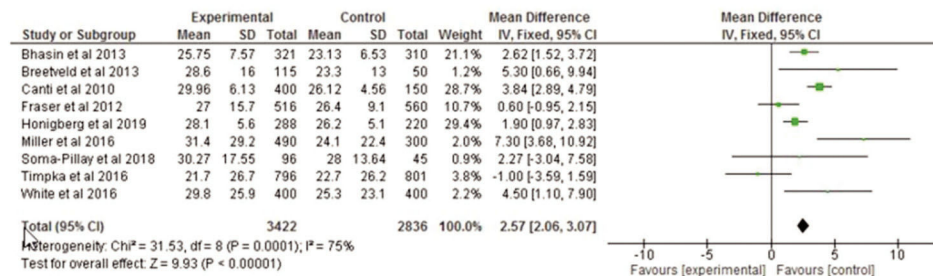 Experimental Control Mean Difference Mean Difference
Study or Subgroup Mean SD Total Mean SD Total Weight IV, Fixed, 95% CI IV, Fixed, 95% CI
Bhasin et al 2013 25.75 7.57 321 23.13 6.53 310 21.1% 2.62 [1.52, 3.72]
Breetveld et al 2013 28.6 16 115 23.3 13 50 1.2% 5.30 [0.66, 9.94]
Canti et al 2010 29.96 6.13 400 26.12 4.56 150 28.7% 3.84 [2.89, 4.79]
Fraser et al 2012 27 15.7 516 26.4 9.1 560 10.6% 0.60 [-0.95, 2.15]
Honigberg et al 2019 28.1 5.6 288 26.2 5.1 220 29.4% 1.90 [0.97, 2.83]
Miller et al 2016 31.4 29.2 490 24.1 22.4 300 2.0% 7.30 [3.68, 10.92]
Soma-Pillay et al 2018 30.27 17.55 96 28 13.64 45 0.9% 2.27 [-3.04, 7.58]
Timpka et al 2016 21.7 26.7 796 22.7 26.2 801 3.8% -1.00 [-3.59, 1.59]
White et al 2016 29.8 25.9 400 25.3 23.1 400 2.2% 4.50 [1.10, 7.90]
Total (95% CI) 3422 2836 100.0% 2.57 [2.06, 3.07]
Heterogeneity: Chi² = 31.53, df = 8 (P = 0.0001); I² = 75%
Test for overall effect: Z = 9.93 (P < 0.00001)
-10 -5 0 5 10
Favours [experimental] Favours [control]